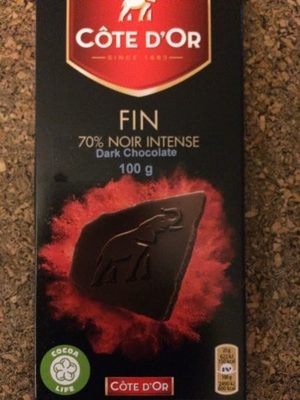 CÔTE D'OR
SINCE 1883
FIN
70% NOIR INTENSE
Dark Chocolate
100 g
COCOA
LIFE
CÔTE D'OR